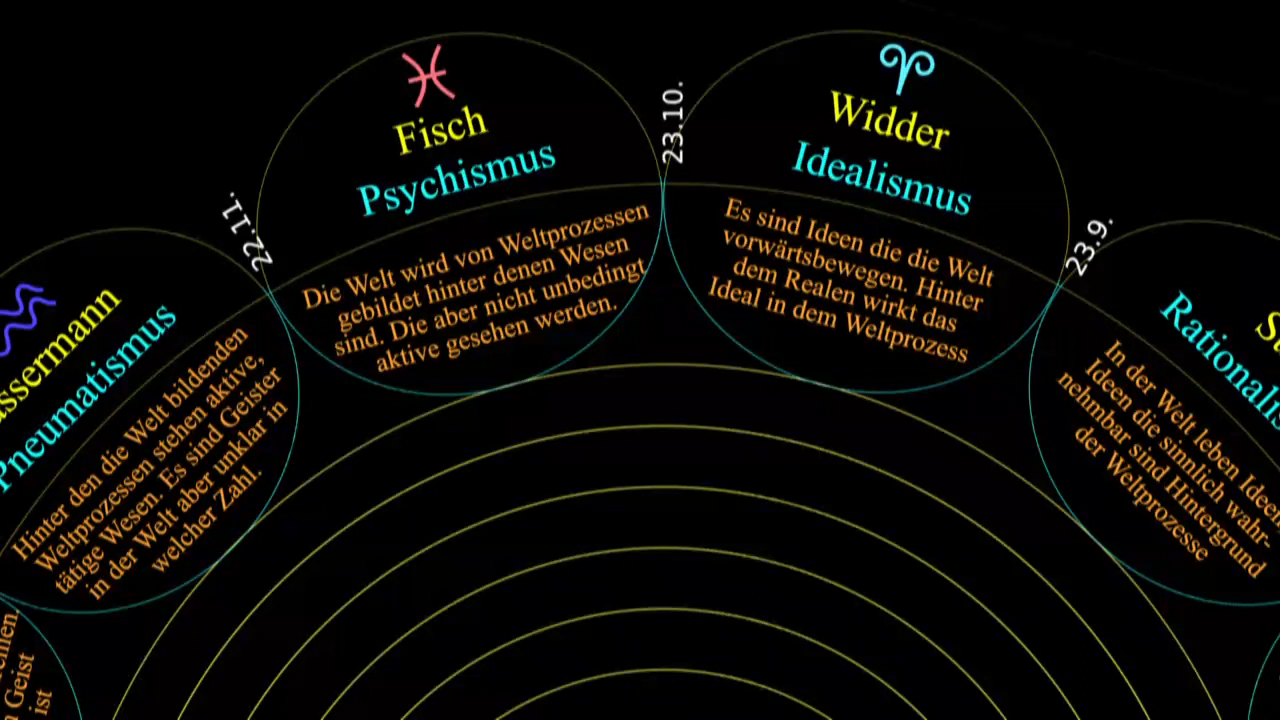 Fisch
Psychismus
Die Welt wird von Weltprozessen
gebildet hinter denen Wesen
sind. Die aber nicht unbedingt
aktive gesehen werden.
23.10.
Widder
Idealismus
Es sind Ideen die die Welt
vorwärtsbewegen. Hinter
dem Realen wirkt das
Ideal in dem Weltprozess
22.11.
23.9.
ssermann
Pneumatismus
Hinter den die Welt bildenden
Weltprozessen stehen aktive,
tätige Wesen. Es sind Geister
in der Welt aber unklar in
welcher Zahl.
Rationalis
In der Welt leben Ideen
Ideen die sinnlich wahr-
nehmbar sind Hintergrund
der Weltprozesse
Geist
ist